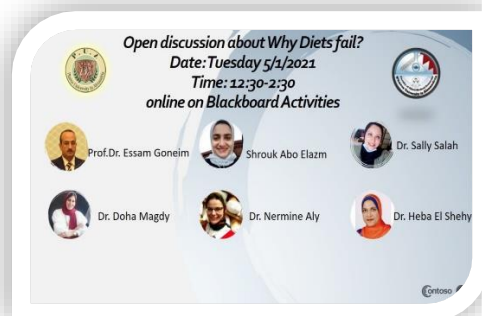 Open discussion about Why Diets fail?
Date: Tuesday 5/1/2021
Time: 12:30-2:30
online on Blackboard Activities
Prof.Dr. Essam Goneim
Shrouk Abo Elazm
Dr. Sally Salah
Dr. Doha Magdy
Dr. Nermine Aly
Dr. Heba El Shehy
Contoso